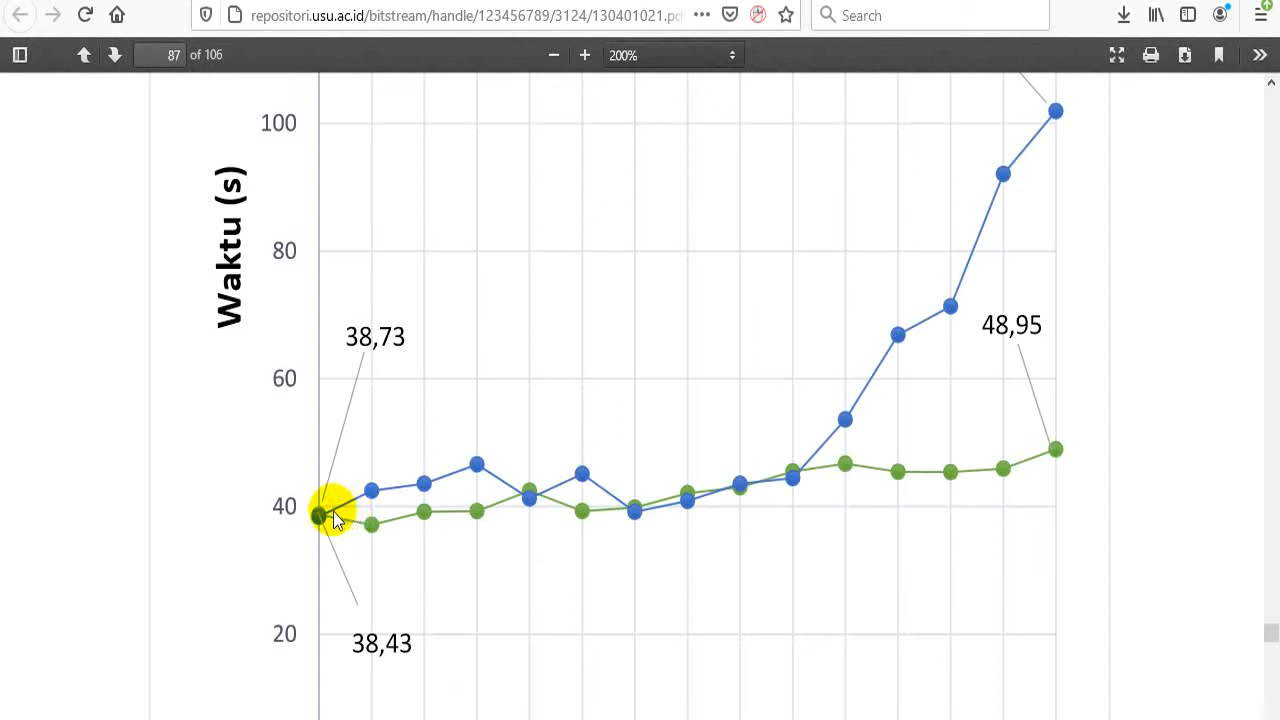 repositori.usu.ac.id/bitstream/handle/123456789/3124/130401021.pd
Search
87 of 106
200%
100
Waktu (s)
80
38,73
48,95
60
40
20
38,43